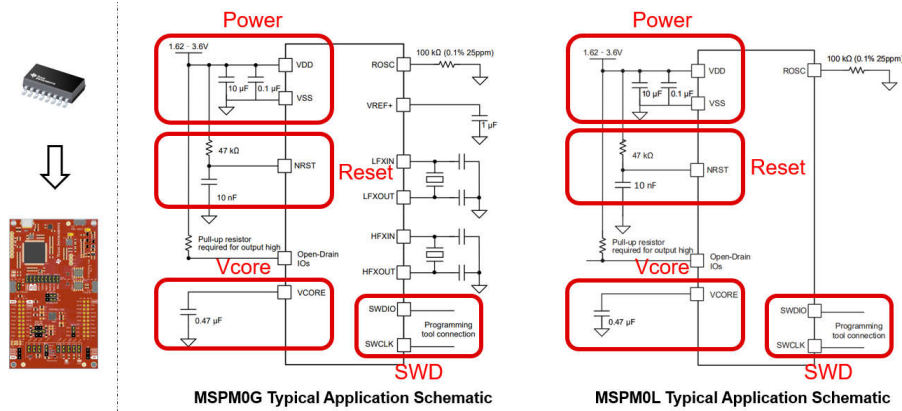 Power
1.62 - 3.6V
VDD
10 µF
0.1 µF
VSS
47 kΩ
NRST
Reset
10 nF
Pull-up resistor
required for output high
Open-Drain
IOs
Vcore
VCORE
0.47 µF
ROSC
100 kΩ (0.1% 25ppm)
VREF+
1 µF
LFXIN
LFXOUT
HFXIN
HFXOUT
SWDIO
Programming
tool connection
SWCLK
SWD
MSPM0G Typical Application Schematic
Power
1.62 - 3.6V
VDD
10 µF
0.1 µF
VSS
47 kΩ
NRST
Reset
10 nF
Pull-up resistor
required for output high
Open-Drain
IOs
Vcore
VCORE
0.47 µF
ROSC
100 kΩ (0.1% 25ppm)
SWDIO
Programming
tool connection
SWCLK
SWD
MSPM0L Typical Application Schematic